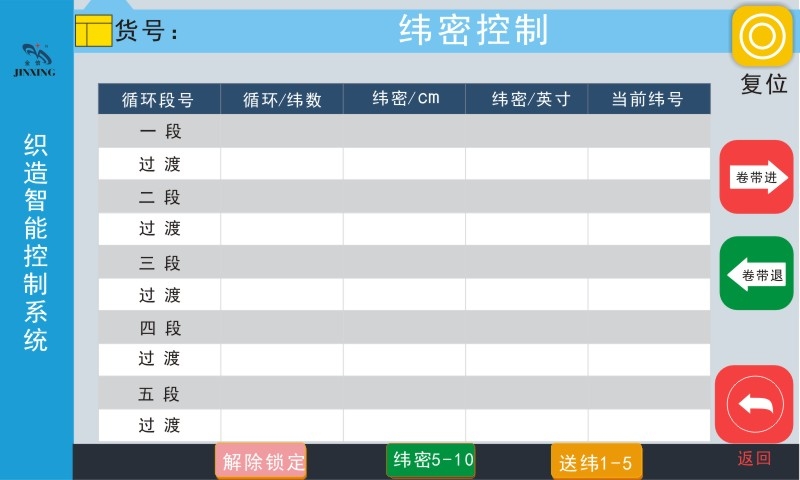 货号：
纬密控制
复位
JINXING
织造智能控制系统
循环段号 循环/纬数 纬密/cm 纬密/英寸 当前纬号
一 段
过 渡
二 段
过 渡
三 段
过 渡
四 段
过 渡
五 段
过 渡
卷带进
卷带退
返回
解除锁定 纬密5-10 送纬1-5